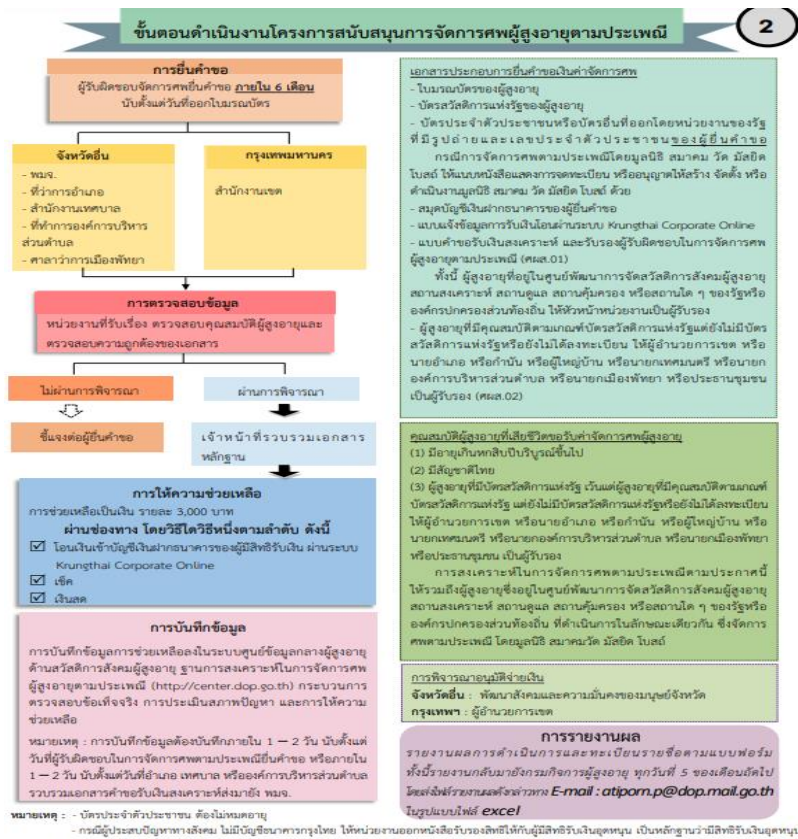 ขั้นตอนดำเนินงานโครงการสนับสนุนการจัดการศพผู้สูงอายุตามประเพณี
2
การยื่นคำขอ
ผู้รับผิดชอบจัดการศพยื่นคำขอ ภายใน 6 เดือน
นับตั้งแต่วันที่ออกใบมรณบัตร
จังหวัดอื่น
- พมจ.
- ที่ว่าการอำเภอ
- สำนักงานเทศบาล
- ที่ทำการองค์การบริหาร
ส่วนตำบล
- ศาลาว่าการเมืองพัทยา
กรุงเทพมหานคร
สำนักงานเขต
การตรวจสอบข้อมูล
หน่วยงานที่รับเรื่อง ตรวจสอบคุณสมบัติผู้สูงอายุและ
ตรวจสอบความถูกต้องของเอกสาร
ไม่ผ่านการพิจารณา
ผ่านการพิจารณา
ชี้แจงต่อผู้ยื่นคำขอ
เจ้าหน้าที่รวบรวมเอกสาร
หลักฐาน
การให้ความช่วยเหลือ
การช่วยเหลือเป็นเงิน รายละ 3,000 บาท
ผ่านช่องทาง โดยวิธีใดวิธีหนึ่งตามลำดับ ดังนี้
☑ โอนเงินเข้าบัญชีเงินฝากธนาคารของผู้มีสิทธิรับเงิน ผ่านระบบ
Krungthai Corporate Online
☑ เช็ค
☑ เงินสด
การบันทึกข้อมูล
การบันทึกข้อมูลการช่วยเหลือลงในระบบศูนย์ข้อมูลกลางผู้สูงอายุ
ด้านสวัสดิการสังคมผู้สูงอายุ ฐานการสงเคราะห์ในการจัดการศพ
ผู้สูงอายุตามประเพณี (http://center.dop.go.th) กระบวนการ
ตรวจสอบข้อเท็จจริง การประเมินสภาพปัญหา และการให้ความ
ช่วยเหลือ
หมายเหตุ : การบันทึกข้อมูลต้องบันทึกภายใน 1 – 2 วัน นับตั้งแต่
วันที่ผู้รับผิดชอบในการจัดการศพตามประเพณียื่นคำขอ หรือภายใน
1 – 2 วัน นับตั้งแต่วันที่อำเภอ เทศบาล หรือองค์การบริหารส่วนตำบล
รวบรวมเอกสารคำขอรับเงินสงเคราะห์ส่งมายัง พมจ.
เอกสารประกอบการยื่นคำขอเงินค่าจัดการศพ
- ใบมรณบัตรของผู้สูงอายุ
- บัตรสวัสดิการแห่งรัฐของผู้สูงอายุ
- บัตรประจำตัวประชาชนหรือบัตรอื่นที่ออกโดยหน่วยงานของรัฐ
ที่มีรูปถ่ายและเลขประจำตัวประชาชนของผู้ยื่นคำขอ
กรณีการจัดการศพตามประเพณีโดยมูลนิธิ สมาคม วัด มัสยิด
โบสถ์ ให้แนบหนังสือแสดงการจดทะเบียน หรืออนุญาตให้สร้าง จัดตั้ง หรือ
ดำเนินงานมูลนิธิ สมาคม วัด มัสยิด โบสถ์ ด้วย
- สมุดบัญชีเงินฝากธนาคารของผู้ยื่นคำขอ
- แบบแจ้งข้อมูลการรับเงินโอนผ่านระบบ Krungthai Corporate Online
- แบบคำขอรับเงินสงเคราะห์ และรับรองผู้รับผิดชอบในการจัดการศพ
ผู้สูงอายุตามประเพณี (ศผส.01)
ทั้งนี้ ผู้สูงอายุที่อยู่ในศูนย์พัฒนาการจัดสวัสดิการสังคมผู้สูงอายุ
สถานสงเคราะห์ สถานดูแล สถานคุ้มครอง หรือสถานใด ๆ ของรัฐหรือ
องค์กรปกครองส่วนท้องถิ่น ให้หัวหน้าหน่วยงานเป็นผู้รับรอง
- ผู้สูงอายุที่มีคุณสมบัติตามเกณฑ์บัตรสวัสดิการแห่งรัฐแต่ยังไม่มีบัตร
สวัสดิการแห่งรัฐหรือยังไม่ได้ลงทะเบียน ให้ผู้อำนวยการเขต หรือ
นายอำเภอ หรือกำนัน หรือผู้ใหญ่บ้าน หรือนายกเทศมนตรี หรือนายก
องค์การบริหารส่วนตำบล หรือนายกเมืองพัทยา หรือประธานชุมชน
เป็นผู้รับรอง (ศผส.02)
คุณสมบัติผู้สูงอายุที่เสียชีวิตขอรับค่าจัดการศพผู้สูงอายุ
(1) มีอายุเกินหกสิบปีบริบูรณ์ขึ้นไป
(2) มีสัญชาติไทย
(3) ผู้สูงอายุที่มีบัตรสวัสดิการแห่งรัฐ เว้นแต่ผู้สูงอายุที่มีคุณสมบัติตามเกณฑ์
บัตรสวัสดิการแห่งรัฐ แต่ยังไม่มีบัตรสวัสดิการแห่งรัฐหรือยังไม่ได้ลงทะเบียน
ให้ผู้อำนวยการเขต หรือนายอำเภอ หรือกำนัน หรือผู้ใหญ่บ้าน หรือ
นายกเทศมนตรี หรือนายกองค์การบริหารส่วนตำบล หรือนายกเมืองพัทยา
หรือประธานชุมชน เป็นผู้รับรอง
การสงเคราะห์ในการจัดการศพตามประเพณีตามประกาศนี้
ให้รวมถึงผู้สูงอายุซึ่งอยู่ในศูนย์พัฒนาการจัดสวัสดิการสังคมผู้สูงอายุ
สถานสงเคราะห์ สถานดูแล สถานคุ้มครอง หรือสถานใด ๆ ของรัฐหรือ
องค์กรปกครองส่วนท้องถิ่น ที่ดำเนินการในลักษณะเดียวกัน ซึ่งจัดการ
ศพตามประเพณี โดยมูลนิธิ สมาคมวัด มัสยิด โบสถ์
การพิจารณาอนุมัติจ่ายเงิน
จังหวัดอื่น : พัฒนาสังคมและความมั่นคงของมนุษย์จังหวัด
กรุงเทพฯ : ผู้อำนวยการเขต
การรายงานผล
รายงานผลการดำเนินการและทะเบียนรายชื่อตามแบบฟอร์ม
ทั้งนี้รายงานกลับมายังกรมกิจการผู้สูงอายุ ทุกวันที่ 5 ของเดือนถัดไป
โดยส่งไฟล์รายงานผลดังกล่าวทาง E-mail : atiporn.p@dop.mail.go.th
ในรูปแบบไฟล์ excel
หมายเหตุ : - บัตรประจำตัวประชาชน ต้องไม่หมดอายุ
- กรณีผู้ประสบปัญหาทางสังคม ไม่มีบัญชีธนาคารกรุงไทย ให้หน่วยงานออกหนังสือรับรองสิทธิให้กับผู้มีสิทธิรับเงินอุดหนุน เป็นหลักฐานว่ามีสิทธิรับเงินอุดหนุน